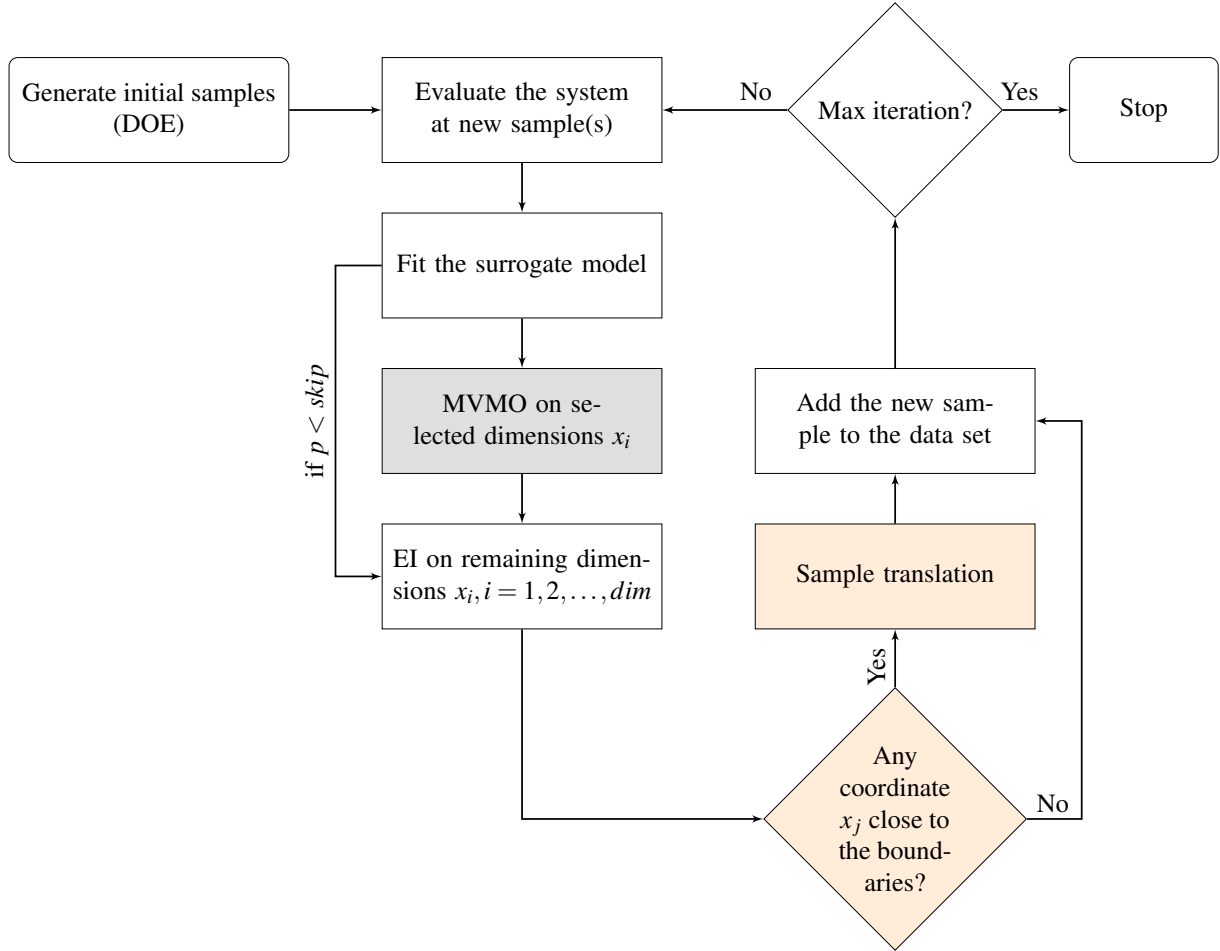 Generate initial samples
(DOE)
Evaluate the system
at new sample(s)
No
Max iteration?
Yes
Stop
Fit the surrogate model
if p < skip
MVMO on se-
lected dimensions x_i
EI on remaining dimen-
sions x_i, i = 1, 2, . . . , dim
Add the new sam-
ple to the data set
Sample translation
Yes
Any
coordinate
x_j close to
the bound-
aries?
No